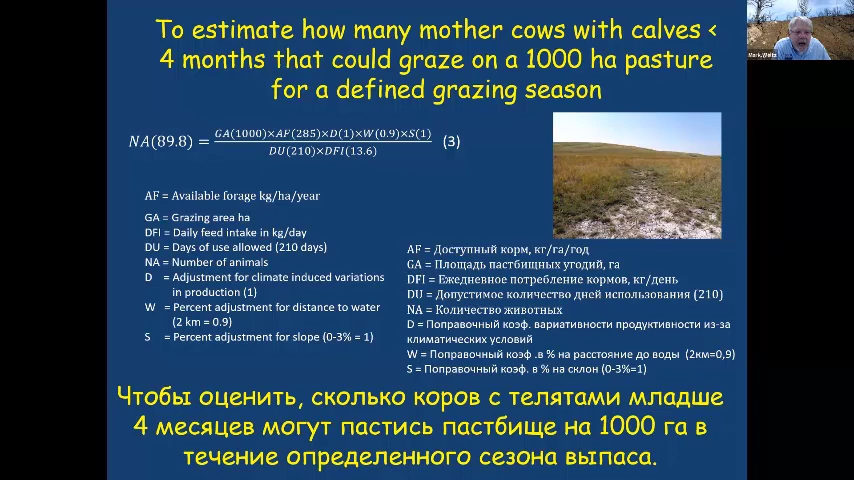 To estimate how many mother cows with calves <
4 months that could graze on a 1000 ha pasture
for a defined grazing season
Mark.Weltz
NA(89.8) = GA(1000)×AF(285)×D(1)×W(0.9)×S(1) / DU(210)×DFI(13.6) (3)
AF = Available forage kg/ha/year
GA = Grazing area ha
DFI = Daily feed intake in kg/day
DU = Days of use allowed (210 days)
NA = Number of animals
D = Adjustment for climate induced variations
in production (1)
W = Percent adjustment for distance to water
(2 km = 0.9)
S = Percent adjustment for slope (0-3% = 1)
AF = Доступный корм, кг/га/год
GA = Площадь пастбищных угодий, га
DFI = Ежедневное потребление кормов, кг/день
DU = Допустимое количество дней использования (210)
NA = Количество животных
D = Поправочный коэф. вариативности продуктивности из-за
климатических условий
W = Поправочный коэф .в % на расстояние до воды (2км=0,9)
S = Поправочный коэф. в % на склон (0-3%=1)
Чтобы оценить, сколько коров с телятами младше
4 месяцев могут пастись пастбище на 1000 га в
течение определенного сезона выпаса.